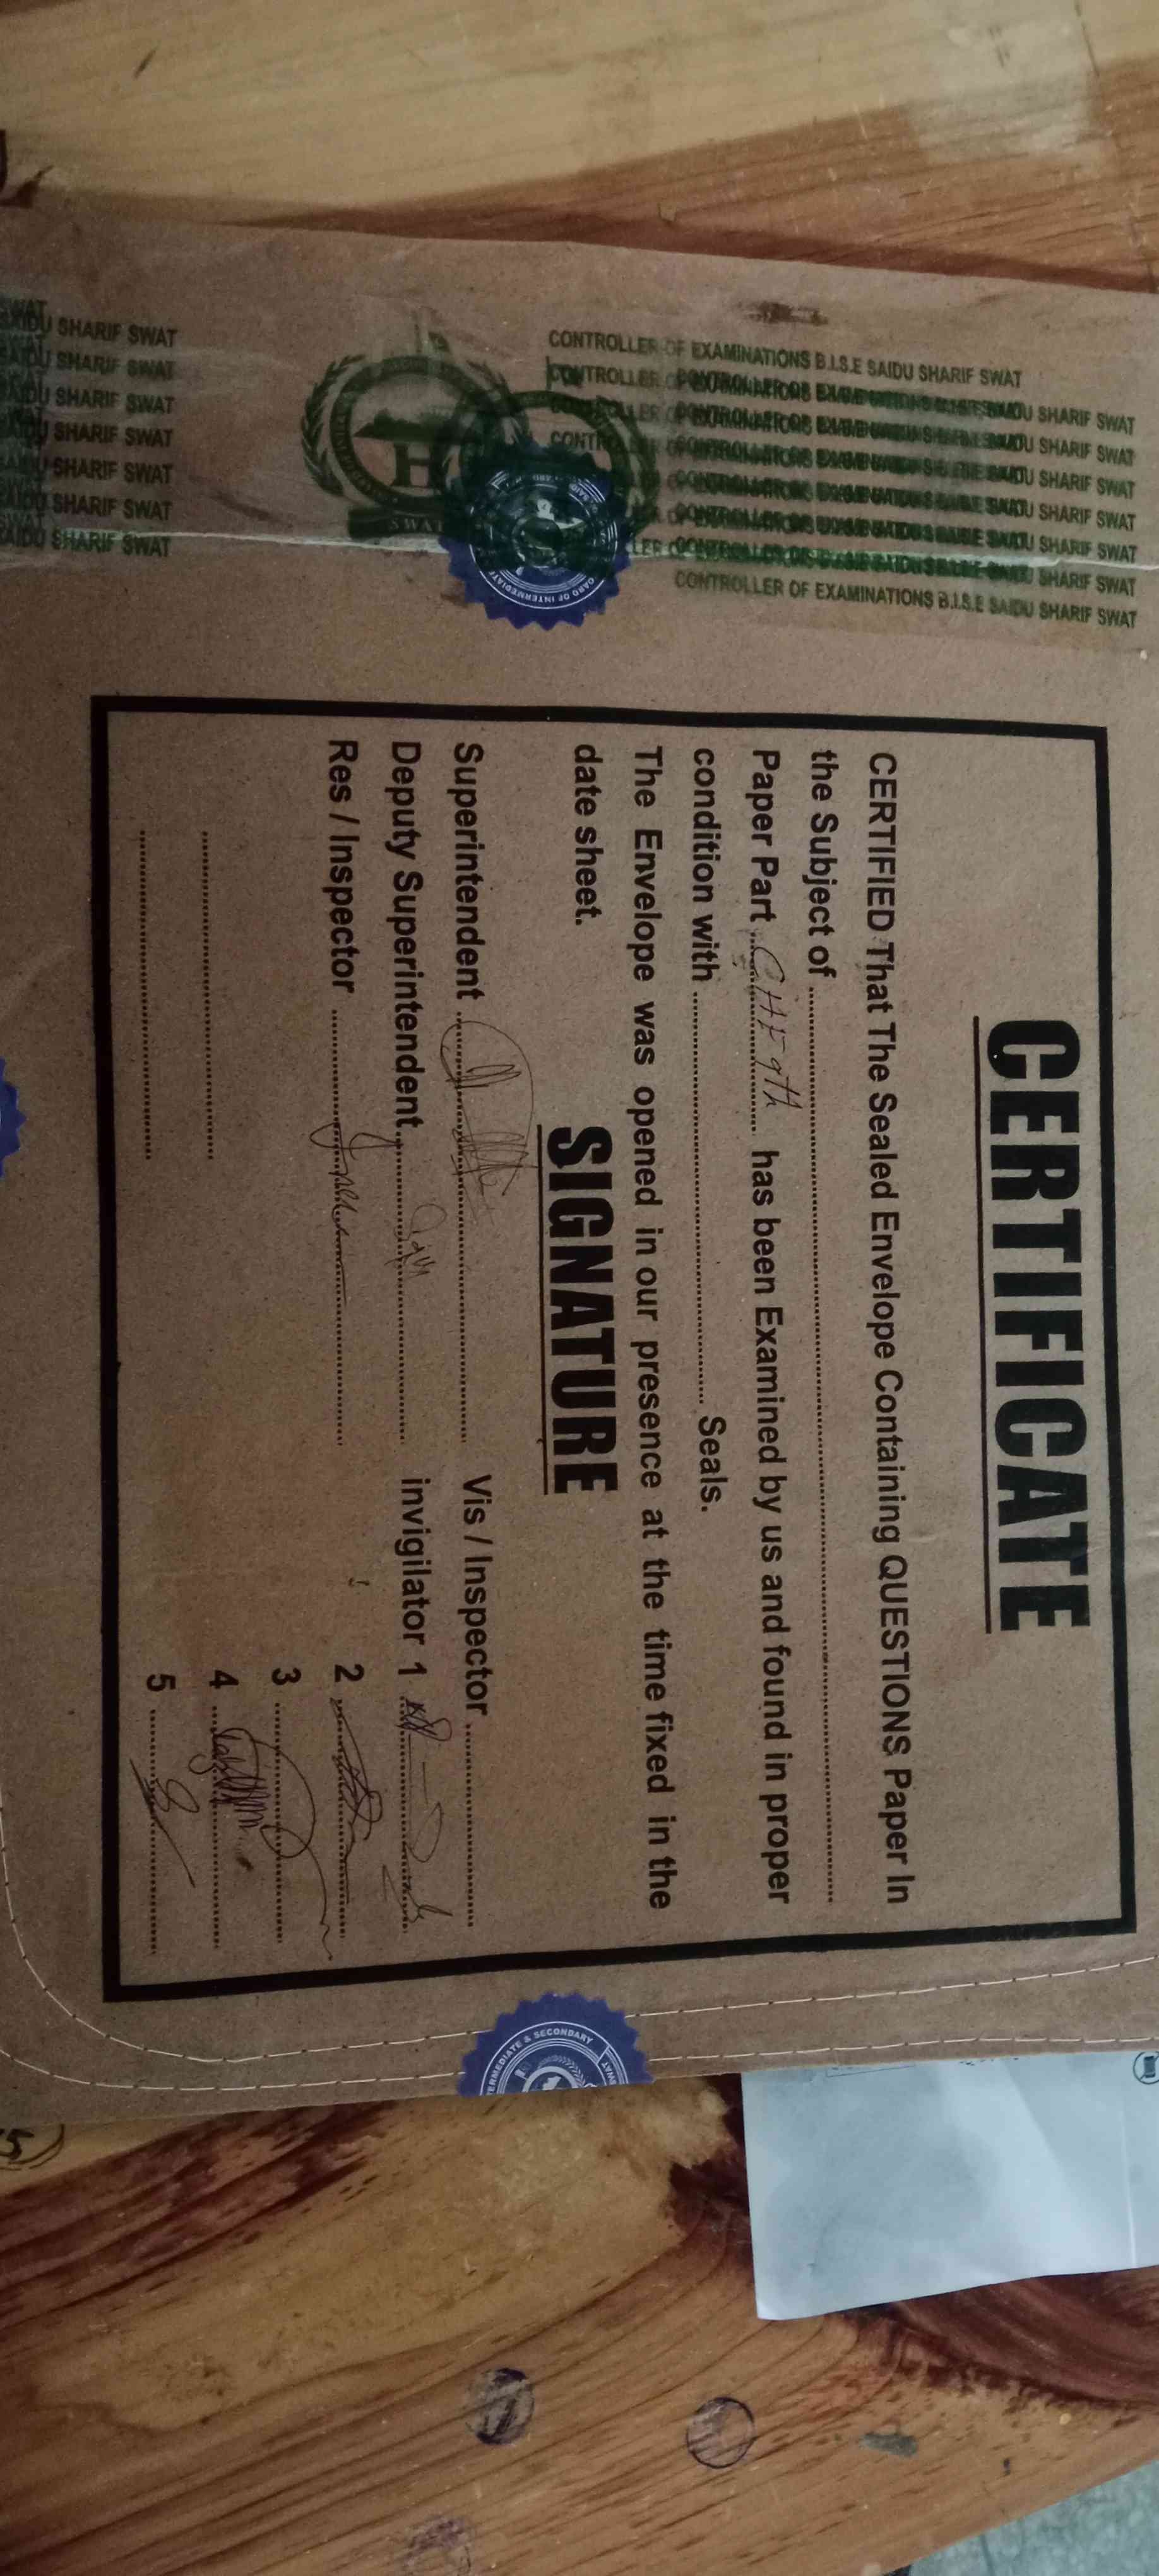 CONTROLLER OF EXAMINATIONS B.I.S.E SAIDU SHARIF SWAT
CONTROLLER OF EXAMINATIONS B.I.S.E SAIDU SHARIF SWAT
SWAT
SAIDU SHARIF SWAT
SAIDU SHARIF SWAT
SAIDU SHARIF SWAT
SAIDU SHARIF SWAT
SAIDU SHARIF SWAT
SAIDU SHARIF SWAT
SAIDU SHARIF SWAT
H
SWAT
CERTIFICATE
CERTIFIED That The Sealed Envelope Containing QUESTIONS Paper In
the Subject of
Paper Part CHE 9th has been Examined by us and found in proper
condition with Seals.
The Envelope was opened in our presence at the time fixed in the
date sheet.
SIGNATURE
Superintendent Vis / Inspector
Deputy Superintendent invigilator 1
Res / Inspector 2
3
4
5
INTERMEDIATE & SECONDARY